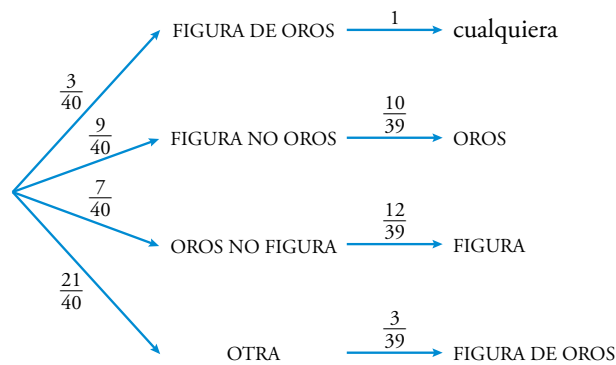 3/40 FIGURA DE OROS 1 cualquiera
9/40 FIGURA NO OROS 10/39 OROS
7/40 OROS NO FIGURA 12/39 FIGURA
21/40 OTRA 3/39 FIGURA DE OROS